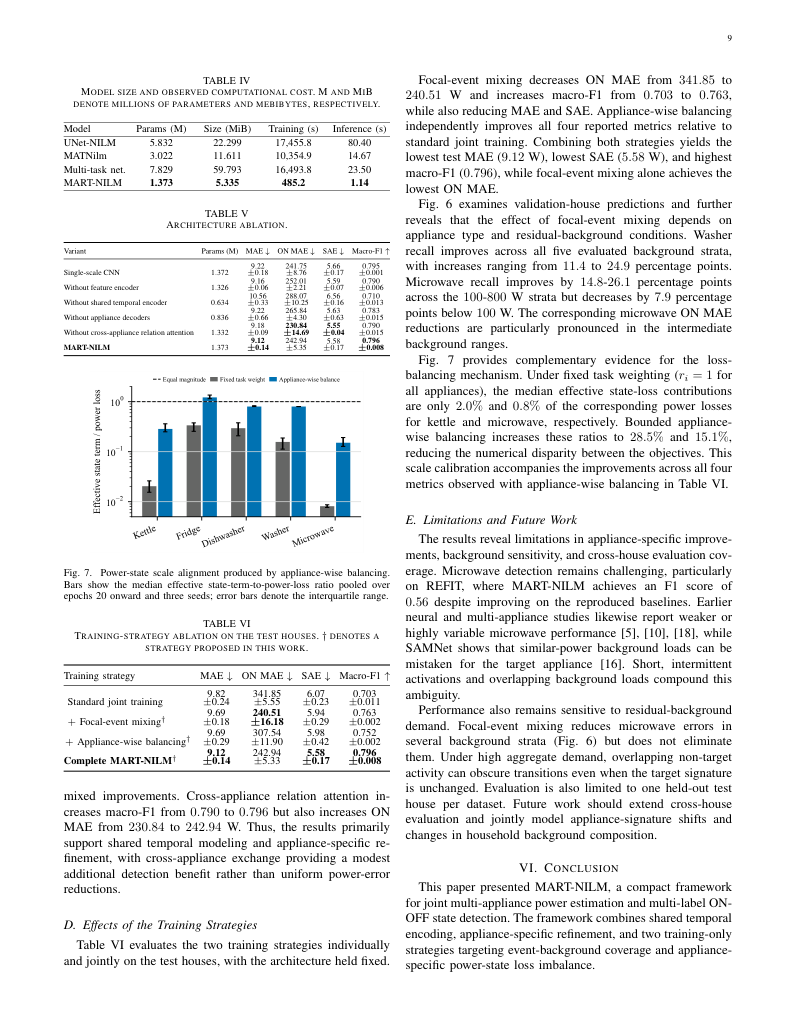 9
TABLE IV
MODEL SIZE AND OBSERVED COMPUTATIONAL COST. M AND MIB
DENOTE MILLIONS OF PARAMETERS AND MEBIBYTES, RESPECTIVELY.
Model Params (M) Size (MiB) Training (s) Inference (s)
UNet-NILM 5.832 22.299 17,455.8 80.40
MATNilm 3.022 11.611 10,354.9 14.67
Multi-task net. 7.829 59.793 16,493.8 23.50
MART-NILM 1.373 5.335 485.2 1.14
TABLE V
ARCHITECTURE ABLATION.
Variant Params (M) MAE ↓ ON MAE ↓ SAE ↓ Macro-F1 ↑
Single-scale CNN 1.372 9.22 ±0.18 241.75 ±8.76 5.66 ±0.17 0.795 ±0.001
Without feature encoder 1.326 9.16 ±0.06 252.01 ±2.21 5.59 ±0.07 0.790 ±0.006
Without shared temporal encoder 0.634 10.56 ±0.33 288.07 ±10.25 6.56 ±0.16 0.710 ±0.013
Without appliance decoders 0.836 9.22 ±0.66 265.84 ±4.30 5.63 ±0.63 0.783 ±0.015
Without cross-appliance relation attention 1.332 9.18 ±0.09 230.84 ±14.69 5.55 ±0.04 0.790 ±0.015
MART-NILM 1.373 9.12 ±0.14 242.94 ±5.35 5.58 ±0.17 0.796 ±0.008
Equal magnitude Fixed task weight Appliance-wise balance
Effective state term / power loss
10⁰
10⁻¹
10⁻²
Kettle Fridge Dishwasher Washer Microwave
Fig. 7. Power-state scale alignment produced by appliance-wise balancing.
Bars show the median effective state-term-to-power-loss ratio pooled over
epochs 20 onward and three seeds; error bars denote the interquartile range.
TABLE VI
TRAINING-STRATEGY ABLATION ON THE TEST HOUSES. † DENOTES A
STRATEGY PROPOSED IN THIS WORK.
Training strategy MAE ↓ ON MAE ↓ SAE ↓ Macro-F1 ↑
Standard joint training 9.82 ±0.24 341.85 ±5.55 6.07 ±0.23 0.703 ±0.011
+ Focal-event mixing† 9.69 ±0.18 240.51 ±16.18 5.94 ±0.29 0.763 ±0.002
+ Appliance-wise balancing† 9.69 ±0.29 307.54 ±11.90 5.98 ±0.42 0.752 ±0.002
Complete MART-NILM† 9.12 ±0.14 242.94 ±5.33 5.58 ±0.17 0.796 ±0.008
mixed improvements. Cross-appliance relation attention in-
creases macro-F1 from 0.790 to 0.796 but also increases ON
MAE from 230.84 to 242.94 W. Thus, the results primarily
support shared temporal modeling and appliance-specific re-
finement, with cross-appliance exchange providing a modest
additional detection benefit rather than uniform power-error
reductions.
D. Effects of the Training Strategies
Table VI evaluates the two training strategies individually
and jointly on the test houses, with the architecture held fixed.
Focal-event mixing decreases ON MAE from 341.85 to
240.51 W and increases macro-F1 from 0.703 to 0.763,
while also reducing MAE and SAE. Appliance-wise balancing
independently improves all four reported metrics relative to
standard joint training. Combining both strategies yields the
lowest test MAE (9.12 W), lowest SAE (5.58 W), and highest
macro-F1 (0.796), while focal-event mixing alone achieves the
lowest ON MAE.
Fig. 6 examines validation-house predictions and further
reveals that the effect of focal-event mixing depends on
appliance type and residual-background conditions. Washer
recall improves across all five evaluated background strata,
with increases ranging from 11.4 to 24.9 percentage points.
Microwave recall improves by 14.8-26.1 percentage points
across the 100-800 W strata but decreases by 7.9 percentage
points below 100 W. The corresponding microwave ON MAE
reductions are particularly pronounced in the intermediate
background ranges.
Fig. 7 provides complementary evidence for the loss-
balancing mechanism. Under fixed task weighting (rᵢ = 1 for
all appliances), the median effective state-loss contributions
are only 2.0% and 0.8% of the corresponding power losses
for kettle and microwave, respectively. Bounded appliance-
wise balancing increases these ratios to 28.5% and 15.1%,
reducing the numerical disparity between the objectives. This
scale calibration accompanies the improvements across all four
metrics observed with appliance-wise balancing in Table VI.
E. Limitations and Future Work
The results reveal limitations in appliance-specific improve-
ments, background sensitivity, and cross-house evaluation cov-
erage. Microwave detection remains challenging, particularly
on REFIT, where MART-NILM achieves an F1 score of
0.56 despite improving on the reproduced baselines. Earlier
neural and multi-appliance studies likewise report weaker or
highly variable microwave performance [5], [10], [18], while
SAMNet shows that similar-power background loads can be
mistaken for the target appliance [16]. Short, intermittent
activations and overlapping background loads compound this
ambiguity.
Performance also remains sensitive to residual-background
demand. Focal-event mixing reduces microwave errors in
several background strata (Fig. 6) but does not eliminate
them. Under high aggregate demand, overlapping non-target
activity can obscure transitions even when the target signature
is unchanged. Evaluation is also limited to one held-out test
house per dataset. Future work should extend cross-house
evaluation and jointly model appliance-signature shifts and
changes in household background composition.
VI. CONCLUSION
This paper presented MART-NILM, a compact framework
for joint multi-appliance power estimation and multi-label ON-
OFF state detection. The framework combines shared temporal
encoding, appliance-specific refinement, and two training-only
strategies targeting event-background coverage and appliance-
specific power-state loss imbalance.